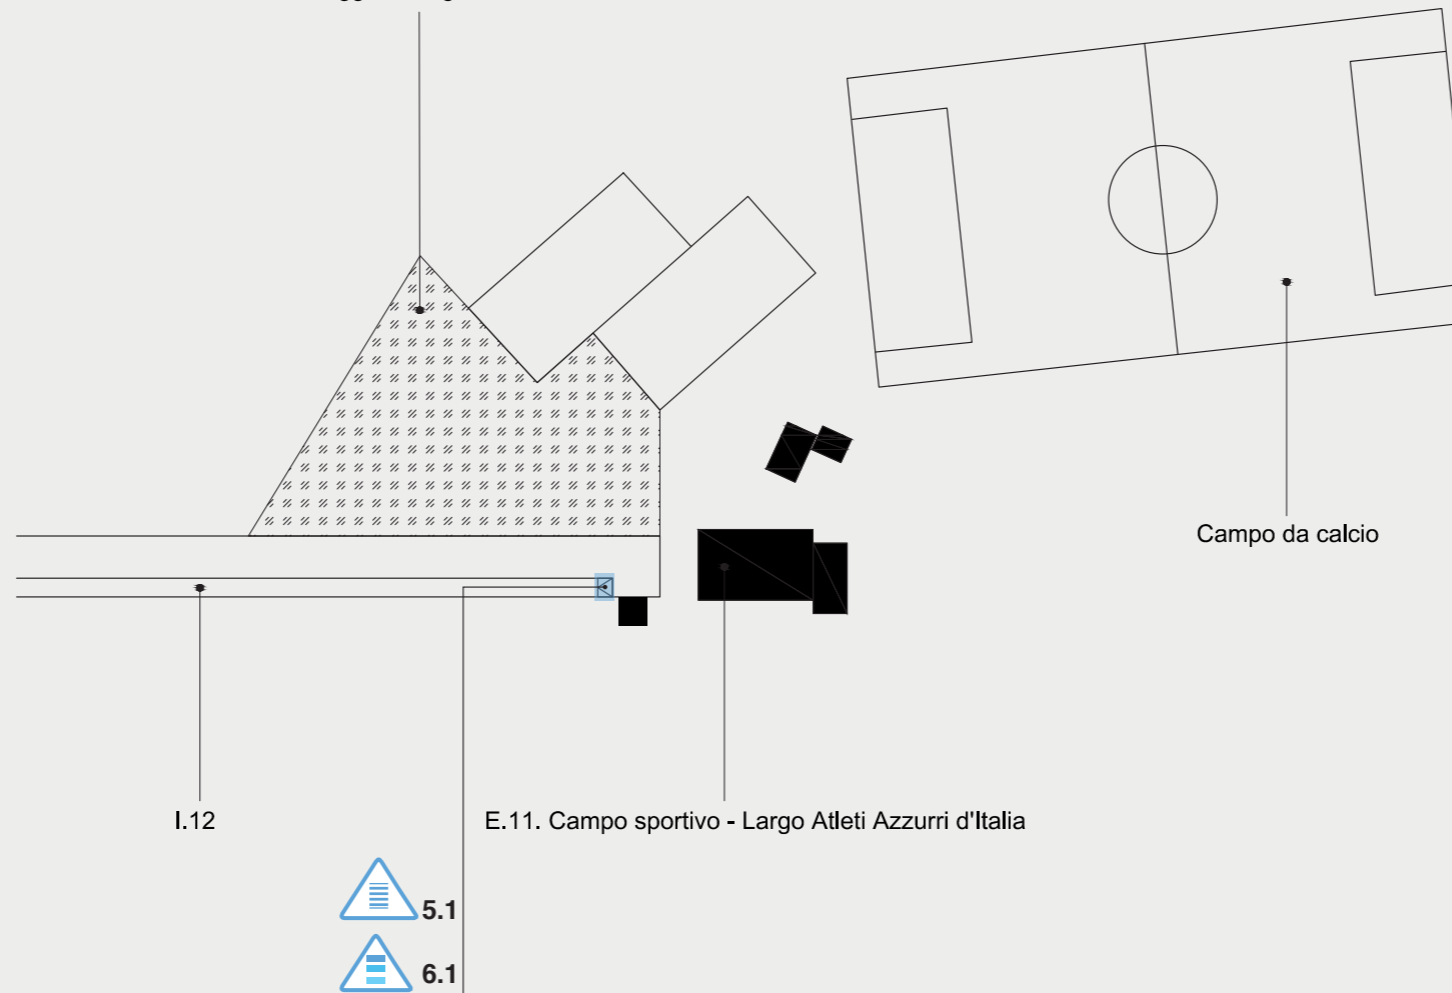 Campo da calcio
I.12
E.11. Campo sportivo - Largo Atleti Azzurri d'Italia
5.1
6.1